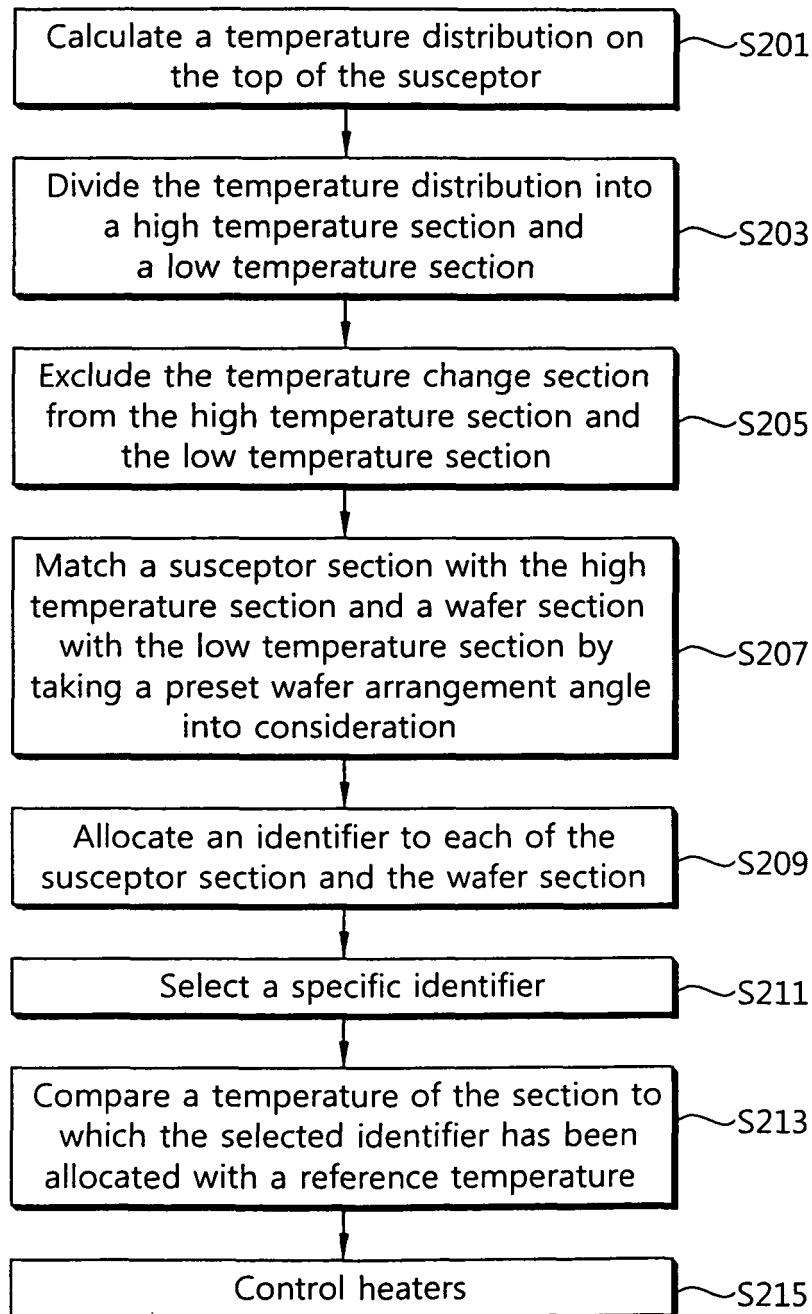 Calculate a temperature distribution on
the top of the susceptor
S201
Divide the temperature distribution into
a high temperature section and
a low temperature section
S203
Exclude the temperature change section
from the high temperature section and
the low temperature section
S205
Match a susceptor section with the high
temperature section and a wafer section
with the low temperature section by
taking a preset wafer arrangement angle
into consideration
S207
Allocate an identifier to each of the
susceptor section and the wafer section
S209
Select a specific identifier
S211
Compare a temperature of the section to
which the selected identifier has been
allocated with a reference temperature
S213
Control heaters
S215